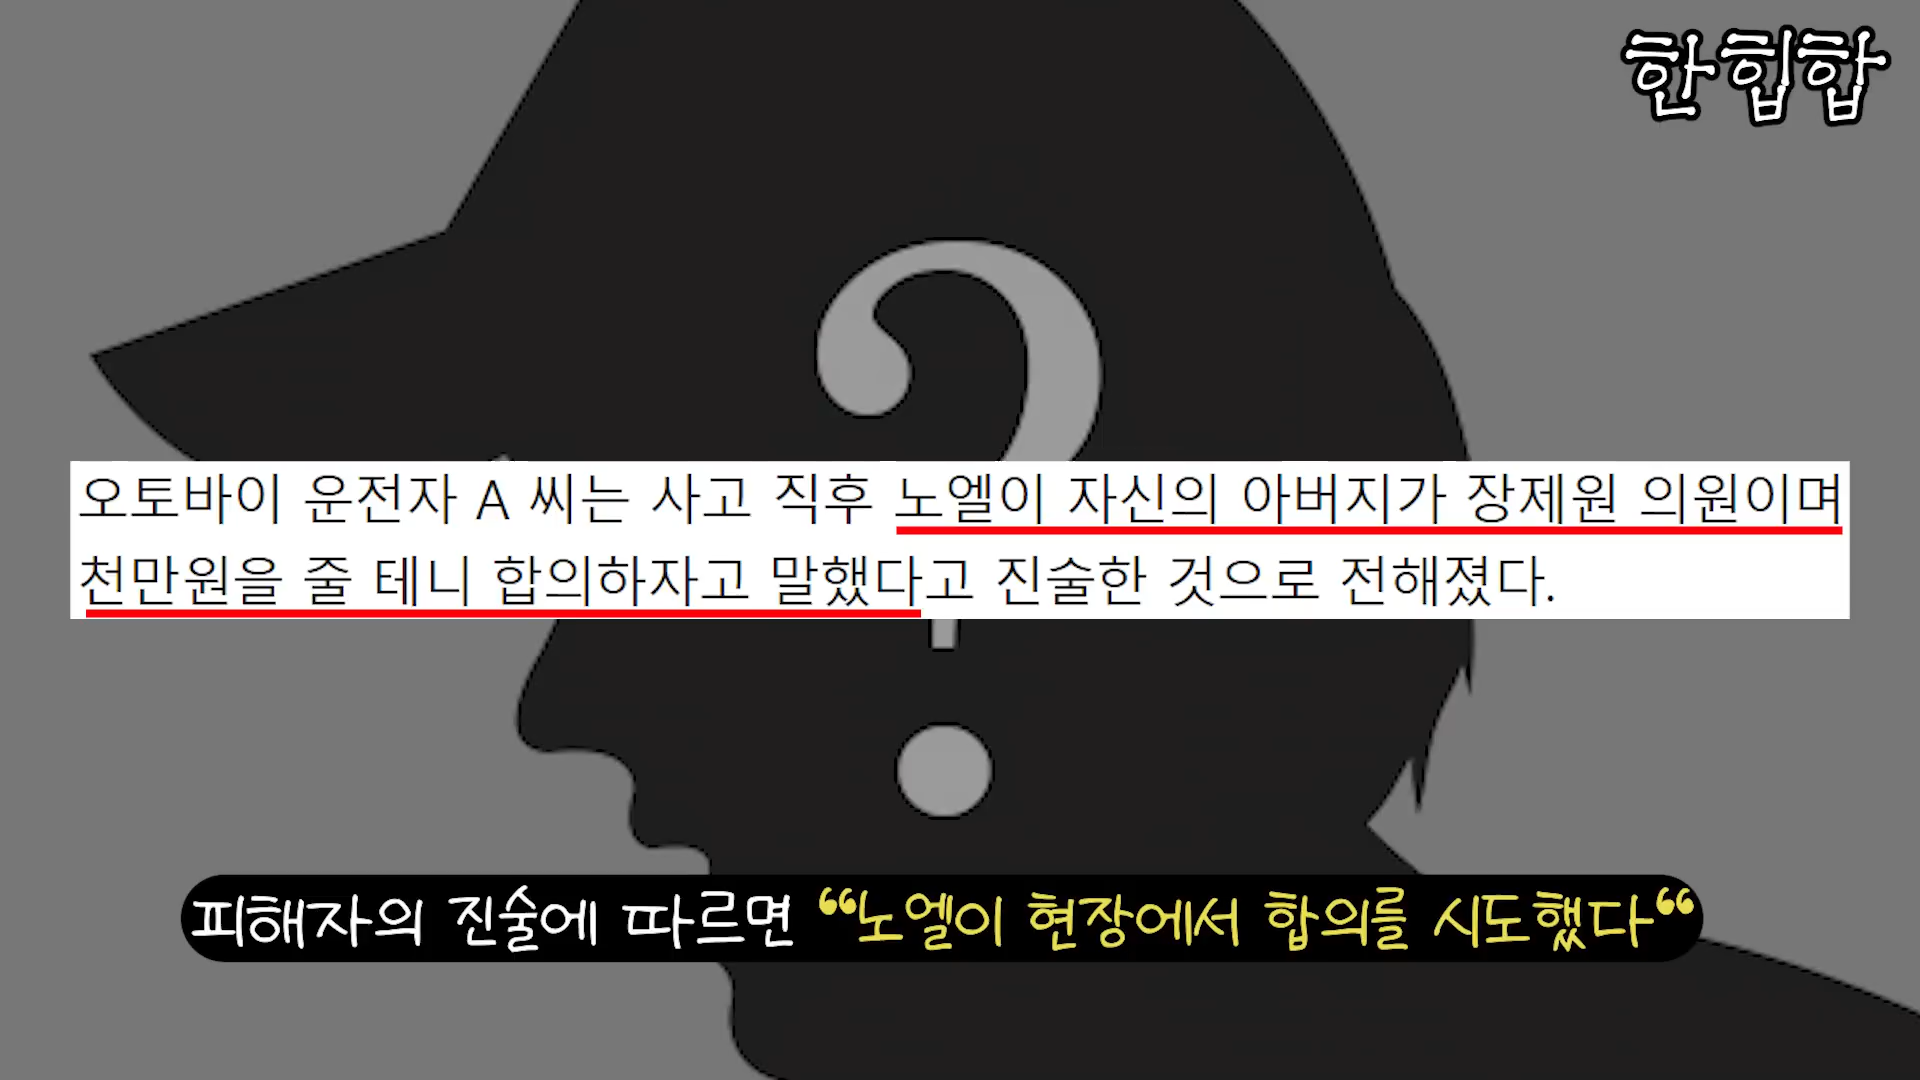 한힙합
오토바이 운전자 A 씨는 사고 직후 노엘이 자신의 아버지가 장제원 의원이며
천만원을 줄 테니 합의하자고 말했다고 진술한 것으로 전해졌다.
피해자의 진술에 따르면 “노엘이 현장에서 합의를 시도했다“